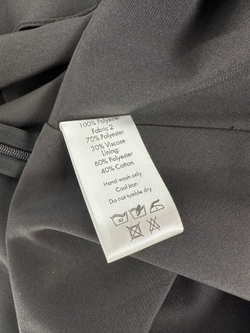 100% Polyester
Fabric 2
70% Polyester
30% Viscose
Lining:
60% Polyester
40% Cotton
Hand wash only
Cool Iron
Do not tumble dry